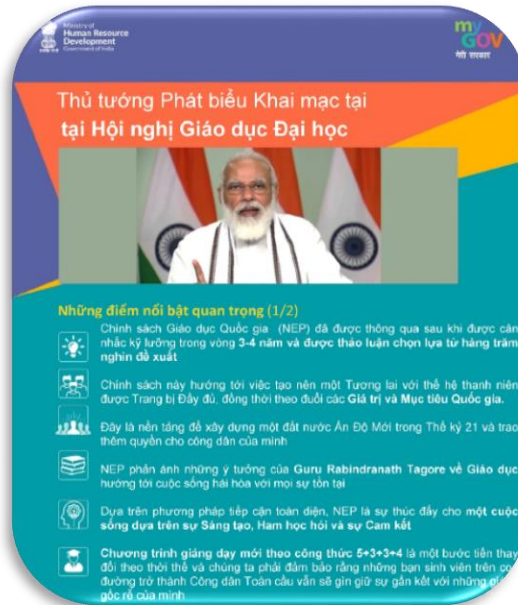 Ministry of
Human Resource
Development
Government of India
my
GOV
मेरी सरकार
Thủ tướng Phát biểu Khai mạc tại
tại Hội nghị Giáo dục Đại học
Những điểm nổi bật quan trọng (1/2)
Chính sách Giáo dục Quốc gia (NEP) đã được thông qua sau khi được cân
nhắc kỹ lưỡng trong vòng 3-4 năm và được thảo luận chọn lựa từ hàng trăm
nghìn đề xuất
Chính sách này hướng tới việc tạo nên một Tương lai với thế hệ thanh niên
được Trang bị Đầy đủ, đồng thời theo đuổi các Giá trị và Mục tiêu Quốc gia.
Đây là nền tảng để xây dựng một đất nước Ấn Độ Mới trong Thế kỷ 21 và trao
thêm quyền cho công dân của mình
NEP phản ánh những ý tưởng của Guru Rabindranath Tagore về Giáo dục
hướng tới cuộc sống hài hòa với mọi sự tồn tại
Dựa trên phương pháp tiếp cận toàn diện, NEP là sự thúc đẩy cho một cuộc
sống dựa trên sự Sáng tạo, Ham học hỏi và sự Cam kết
Chương trình giảng dạy mới theo công thức 5+3+3+4 là một bước tiến thay
đổi theo thời thế và chúng ta phải đảm bảo rằng những bạn sinh viên trên con
đường trở thành Công dân Toàn cầu vẫn sẽ gìn giữ sự gắn kết với những
gốc rễ của mình